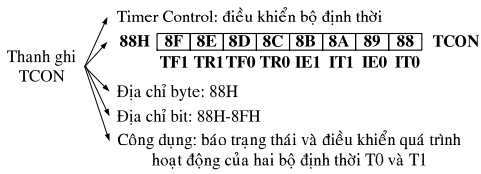 Timer Control: điều khiển bộ định thời
88H 8F 8E 8D 8C 8B 8A 89 88 TCON
TF1 TR1 TF0 TR0 IE1 IT1 IE0 IT0
Thanh ghi
TCON
Địa chỉ byte: 88H
Địa chỉ bit: 88H-8FH
Công dụng: báo trạng thái và điều khiển quá trình
hoạt động của hai bộ định thời T0 và T1